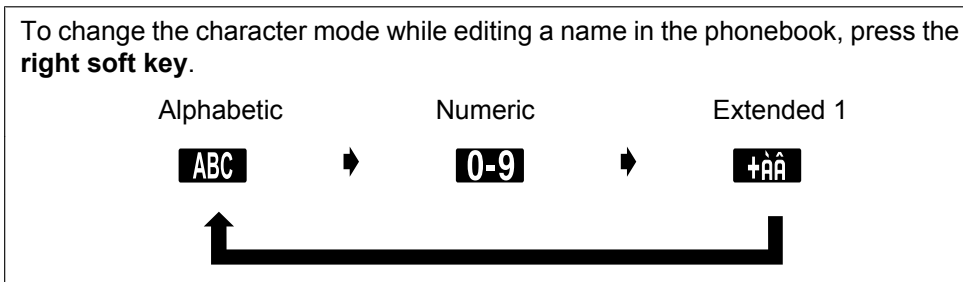 To change the character mode while editing a name in the phonebook, press the
right soft key.
Alphabetic Numeric Extended 1
ABC 0-9 +àâ